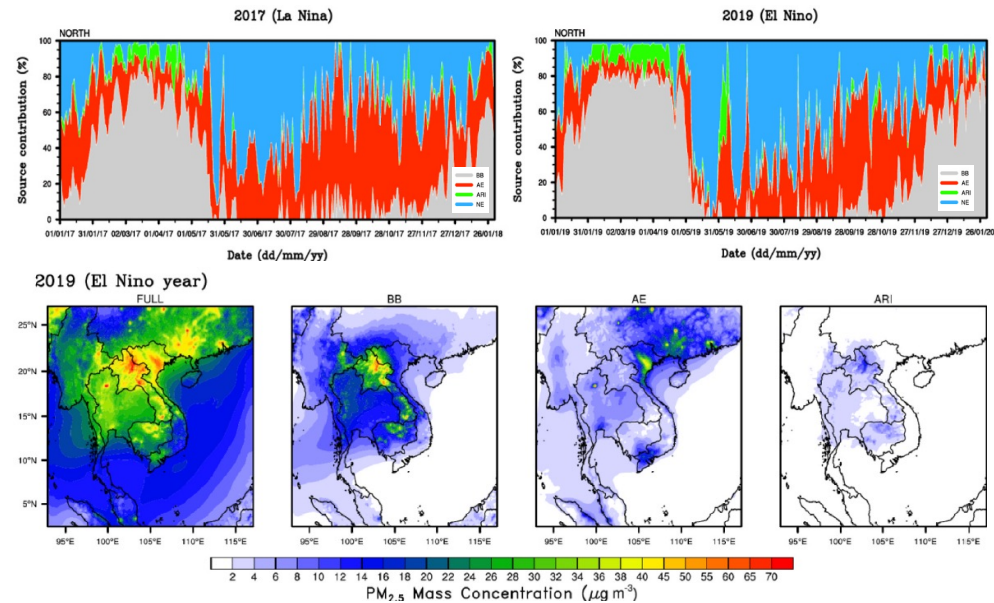 2017 (La Nina)
2019 (El Nino)
NORTH
Source contribution (%)
100
80
60
40
20
0
BB
AE
ARI
NE
01/01/17 31/01/17 02/03/17 01/04/17 01/05/17 31/05/17 30/06/17 30/07/17 29/08/17 28/09/17 28/10/17 27/11/17 27/12/17 26/01/18
Date (dd/mm/yy)
NORTH
Source contribution (%)
100
80
60
40
20
0
BB
AE
ARI
NE
01/01/19 31/01/19 02/03/19 01/04/19 01/05/19 31/05/19 30/06/19 30/07/19 29/08/19 28/09/19 28/10/19 27/11/19 27/12/19 26/01/20
Date (dd/mm/yy)
2019 (El Nino year)
FULL
BB
AE
ARI
25°N
20°N
15°N
10°N
5°N
95°E 100°E 105°E 110°E 115°E
95°E 100°E 105°E 110°E 115°E
95°E 100°E 105°E 110°E 115°E
95°E 100°E 105°E 110°E 115°E
2 4 6 8 10 12 14 16 18 20 22 24 26 28 30 32 34 36 38 40 45 50 55 60 65 70
PM2.5 Mass Concentration (µg m-3)